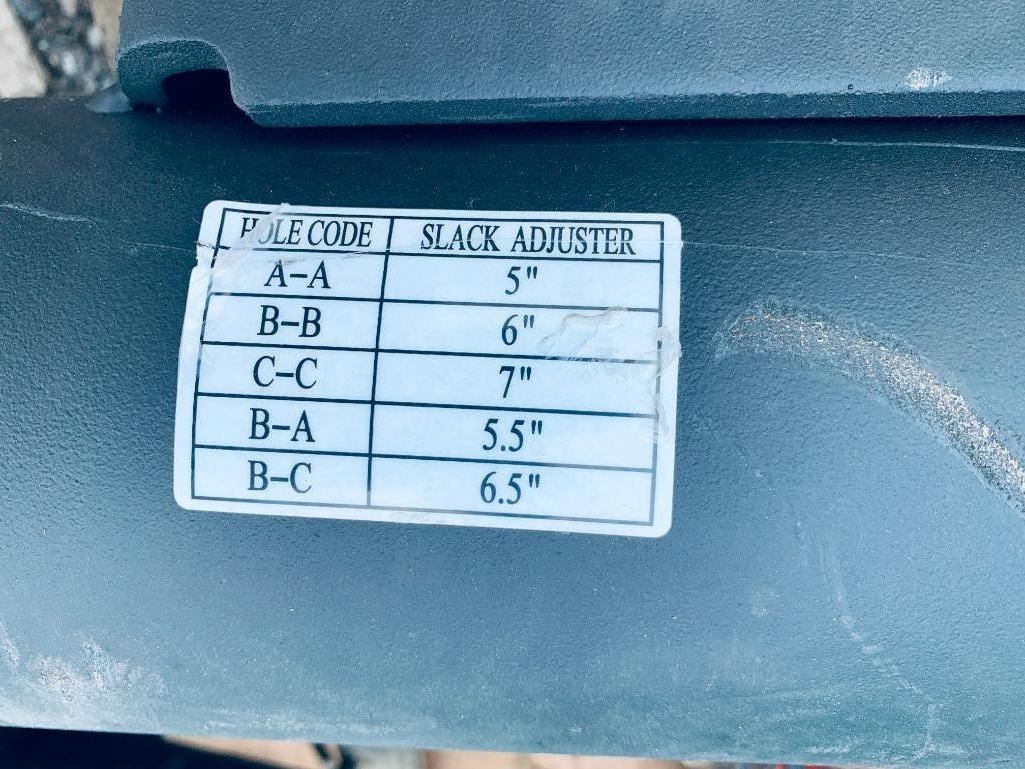 HOLE CODE SLACK ADJUSTER
A-A 5"
B-B 6"
C-C 7"
B-A 5.5"
B-C 6.5"